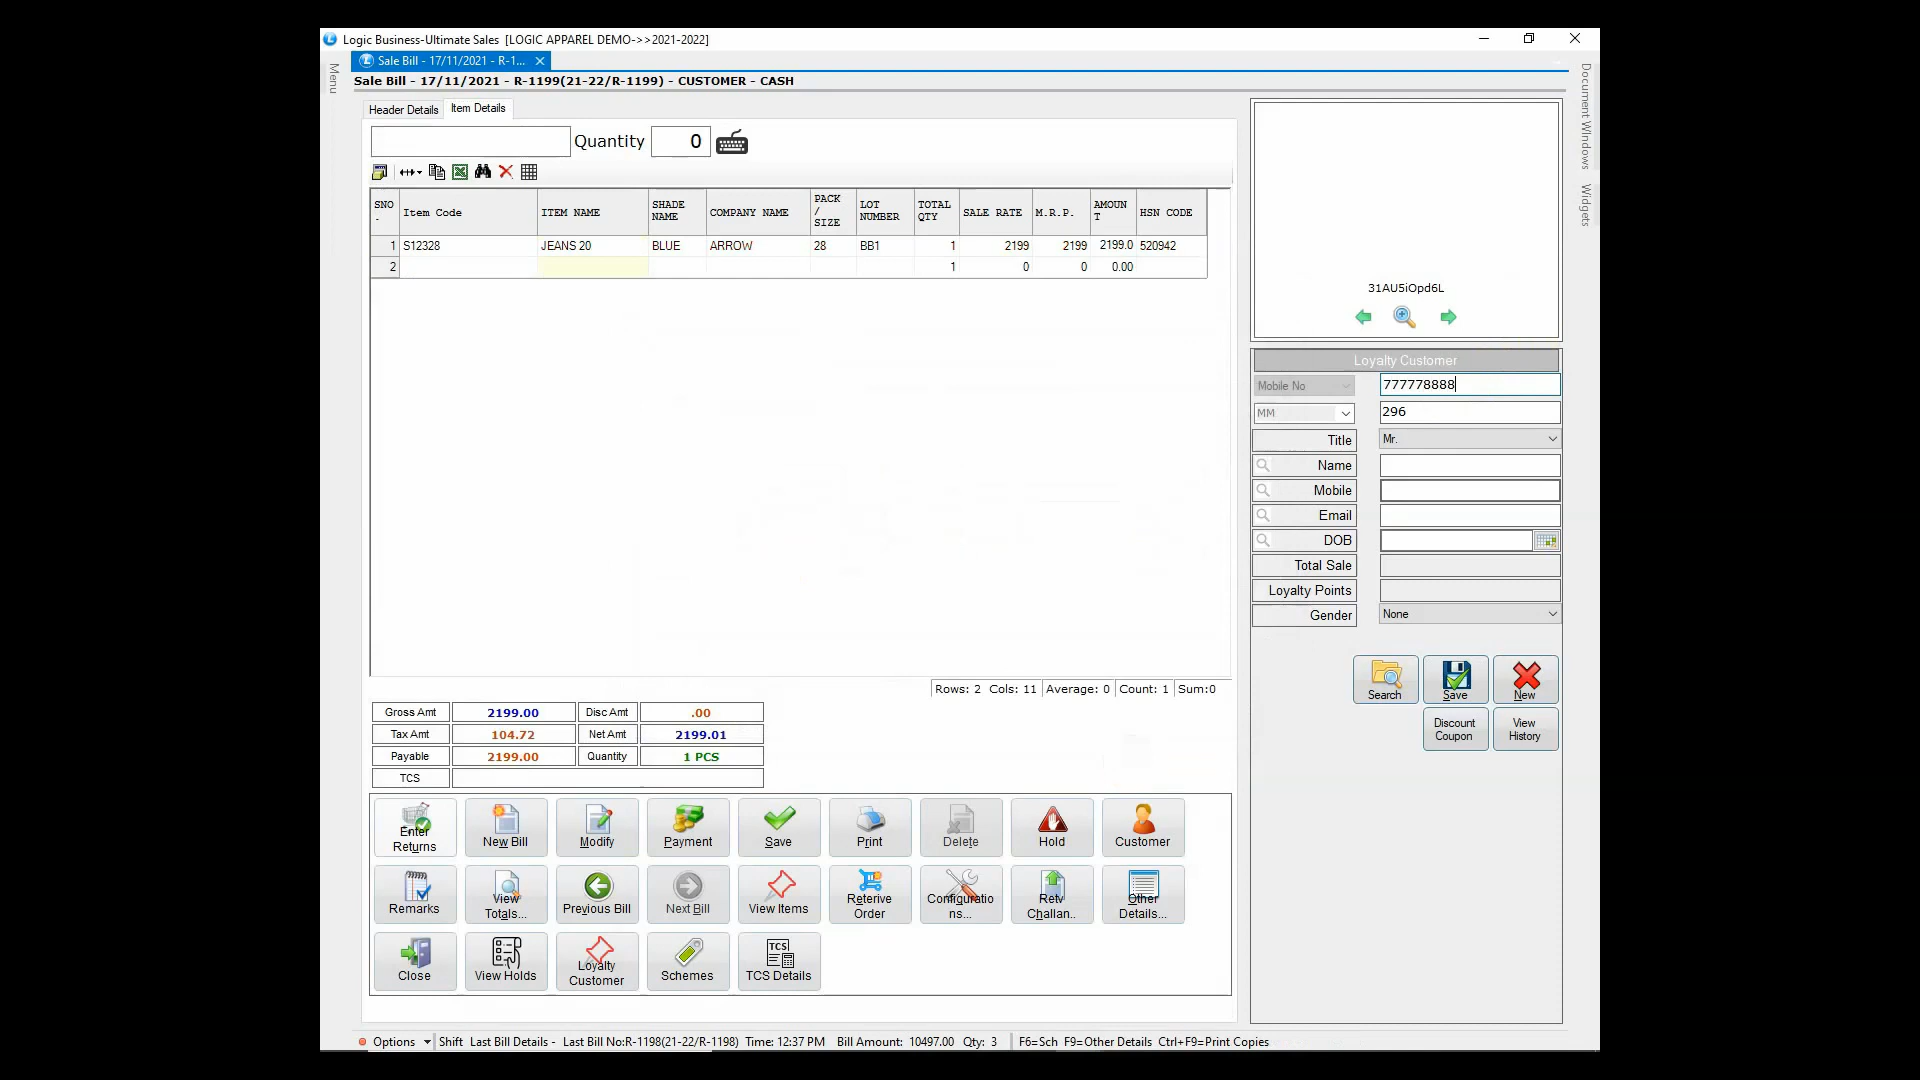 Logic Business-Ultimate Sales [LOGIC APPAREL DEMO->>2021-2022]
Menu
Sale Bill - 17/11/2021 - R-1...
Sale Bill - 17/11/2021 - R-1199(21-22/R-1199) - CUSTOMER - CASH
Header Details Item Details
Quantity 0
SNO - Item Code ITEM NAME SHADE NAME COMPANY NAME PACK / SIZE LOT NUMBER TOTAL QTY SALE RATE M.R.P. AMOUN T HSN CODE
1 S12328 JEANS 20 BLUE ARROW 28 BB1 1 2199 2199 2199.0 520942
2 1 0 0 0.00
Rows: 2 Cols: 11 Average: 0 Count: 1 Sum:0
Gross Amt 2199.00 Disc Amt .00
Tax Amt 104.72 Net Amt 2199.01
Payable 2199.00 Quantity 1 PCS
TCS
Enter Returns New Bill Modify Payment Save Print Delete Hold Customer
Remarks View Totals... Previous Bill Next Bill View Items Reterive Order Configuratio ns... Retv Challan.. Other Details...
Close View Holds Loyalty Customer Schemes TCS TCS Details
31AU5iOpd6L
Loyalty Customer
Mobile No 777778888
MM 296
Title Mr.
Name
Mobile
Email
DOB
Total Sale
Loyalty Points
Gender None
Search Save New
Discount Coupon View History
Document Windows
Widgets
Options Shift Last Bill Details - Last Bill No:R-1198(21-22/R-1198) Time: 12:37 PM Bill Amount: 10497.00 Qty: 3 F6=Sch F9=Other Details Ctrl+F9=Print Copies